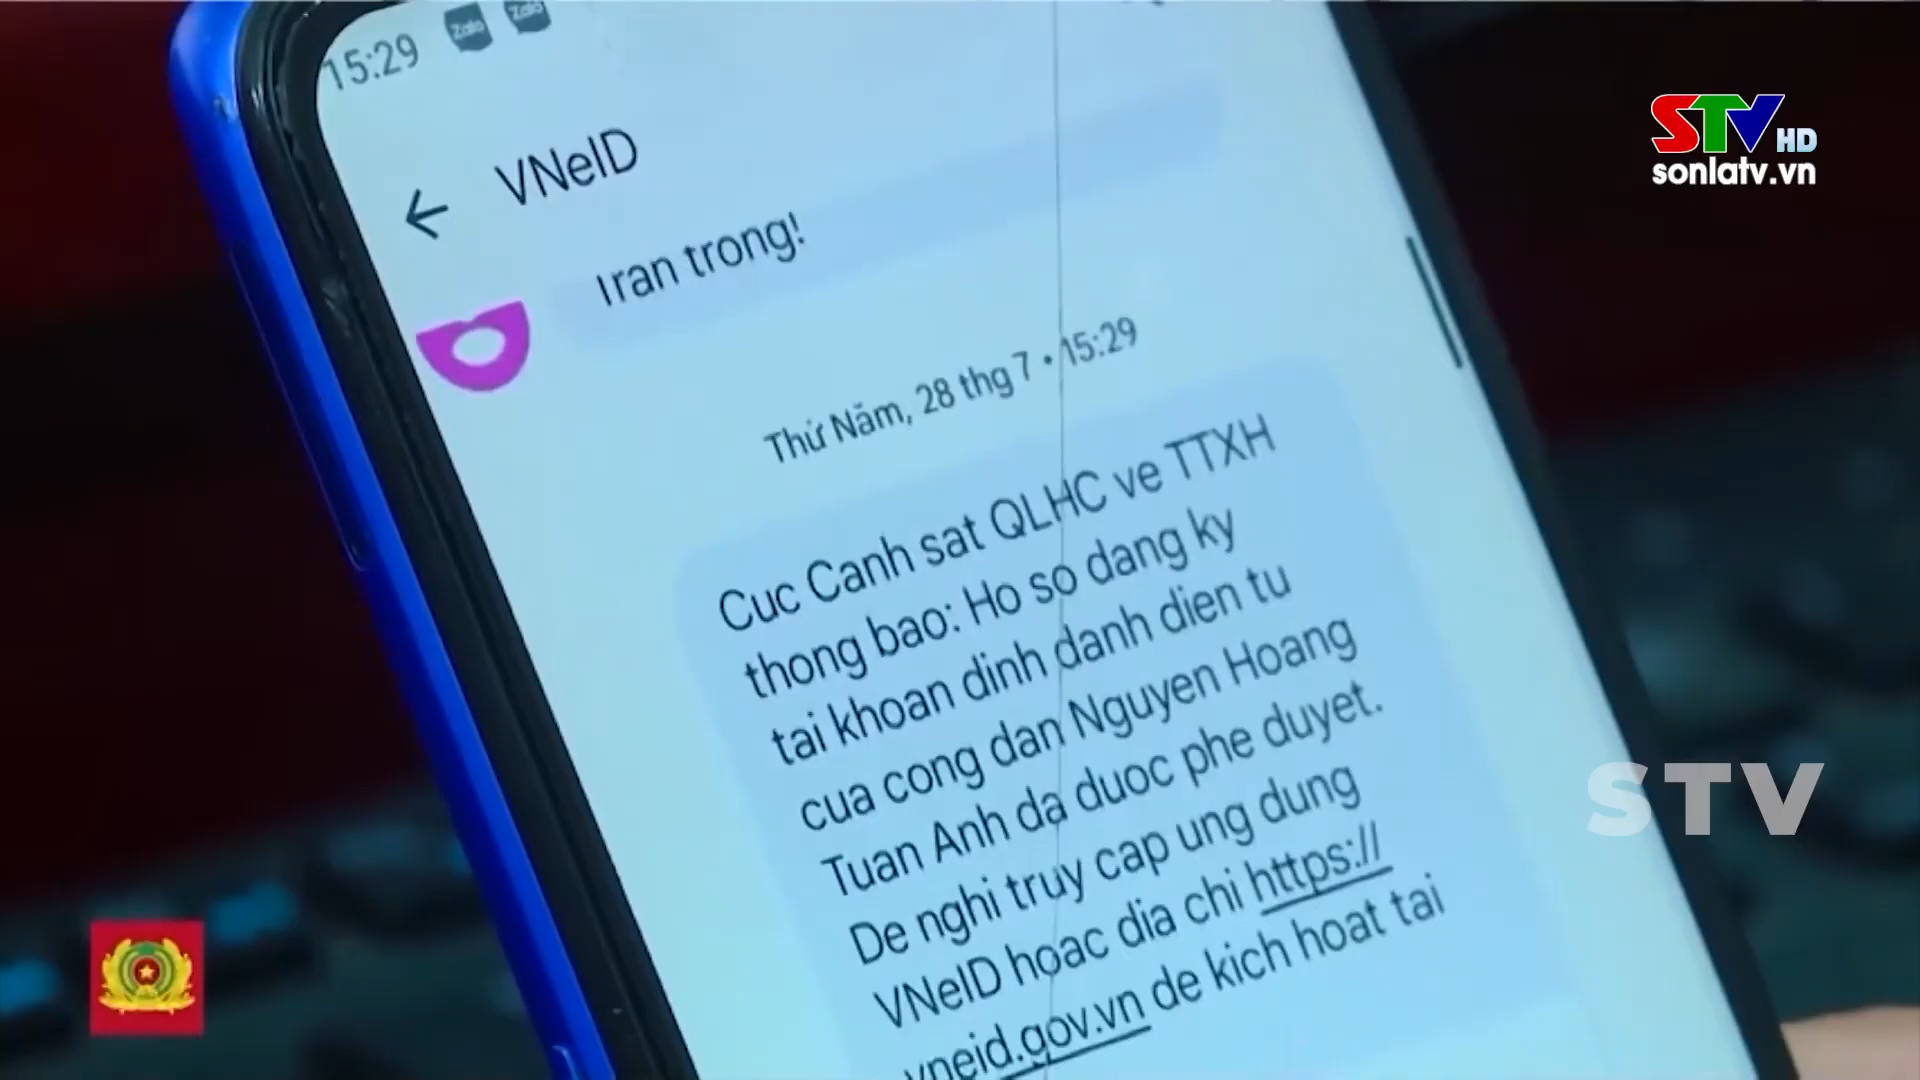 15:29
Zalo
Zalo
STV HD
sonlatv.vn
VNeID
Tran trong!
Thứ Năm, 28 thg 7 • 15:29
Cuc Canh sat QLHC ve TTXH
thong bao: Ho so dang ky
tai khoan dinh danh dien tu
cua cong dan Nguyen Hoang
Tuan Anh da duoc phe duyet.
De nghi truy cap ung dung
VNeID hoac dia chi https://
vneid.gov.vn de kich hoat tai
STV